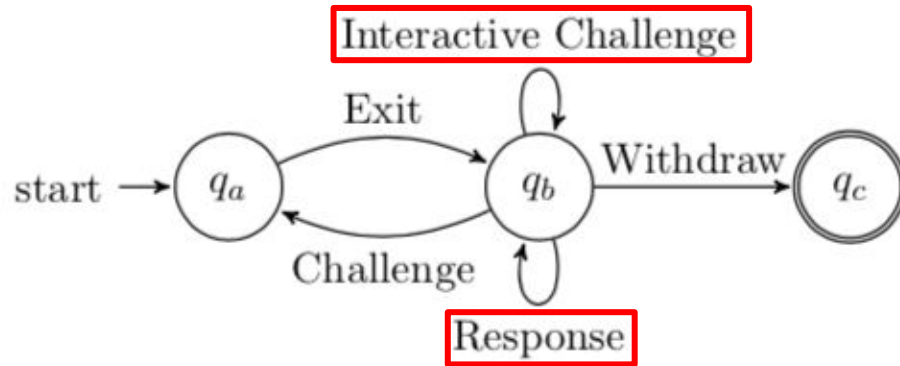 Interactive Challenge
Exit
start
q_a
q_b
Withdraw
q_c
Challenge
Response